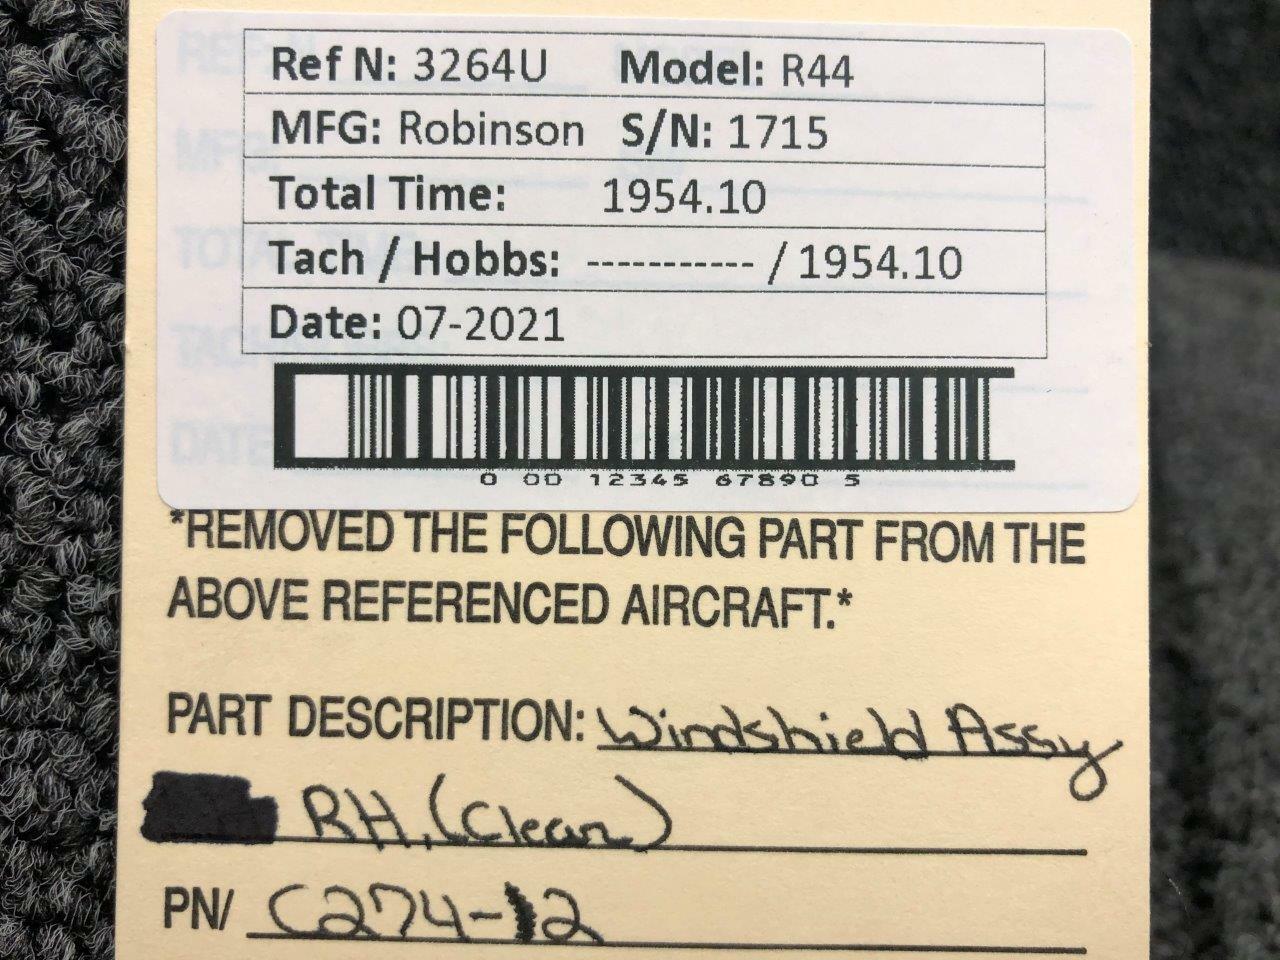 Ref N: 3264U Model: R44
MFG: Robinson S/N: 1715
Total Time: 1954.10
Tach / Hobbs: ----------- / 1954.10
Date: 07-2021
0 00 12345 67890 5
*REMOVED THE FOLLOWING PART FROM THE
ABOVE REFERENCED AIRCRAFT.*
PART DESCRIPTION: Windshield Assy
RH, (Clear)
PN/ C274-2